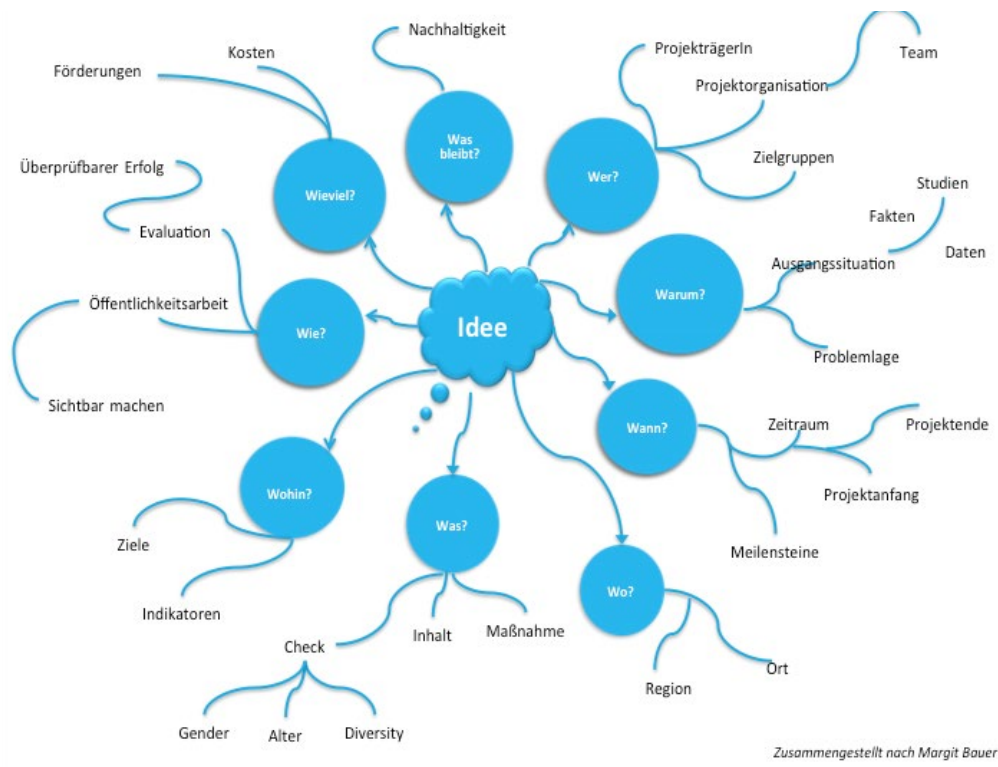 Nachhaltigkeit
Kosten
Förderungen
ProjekträgerIn
Team
Projektorganisation
Was
bleibt?
Wer?
Zielgruppen
Überprüfbarer Erfolg
Wieviel?
Studien
Fakten
Evaluation
Daten
Ausgangssituation
Warum?
Öffentlichkeitsarbeit
Idee
Wie?
Problemlage
Sichtbar machen
Wann?
Zeitraum
Projektende
Wohin?
Projektanfang
Was?
Ziele
Meilensteine
Wo?
Indikatoren
Inhalt
Maßnahme
Check
Ort
Region
Gender
Alter
Diversity
Zusammengestellt nach Margit Bauer